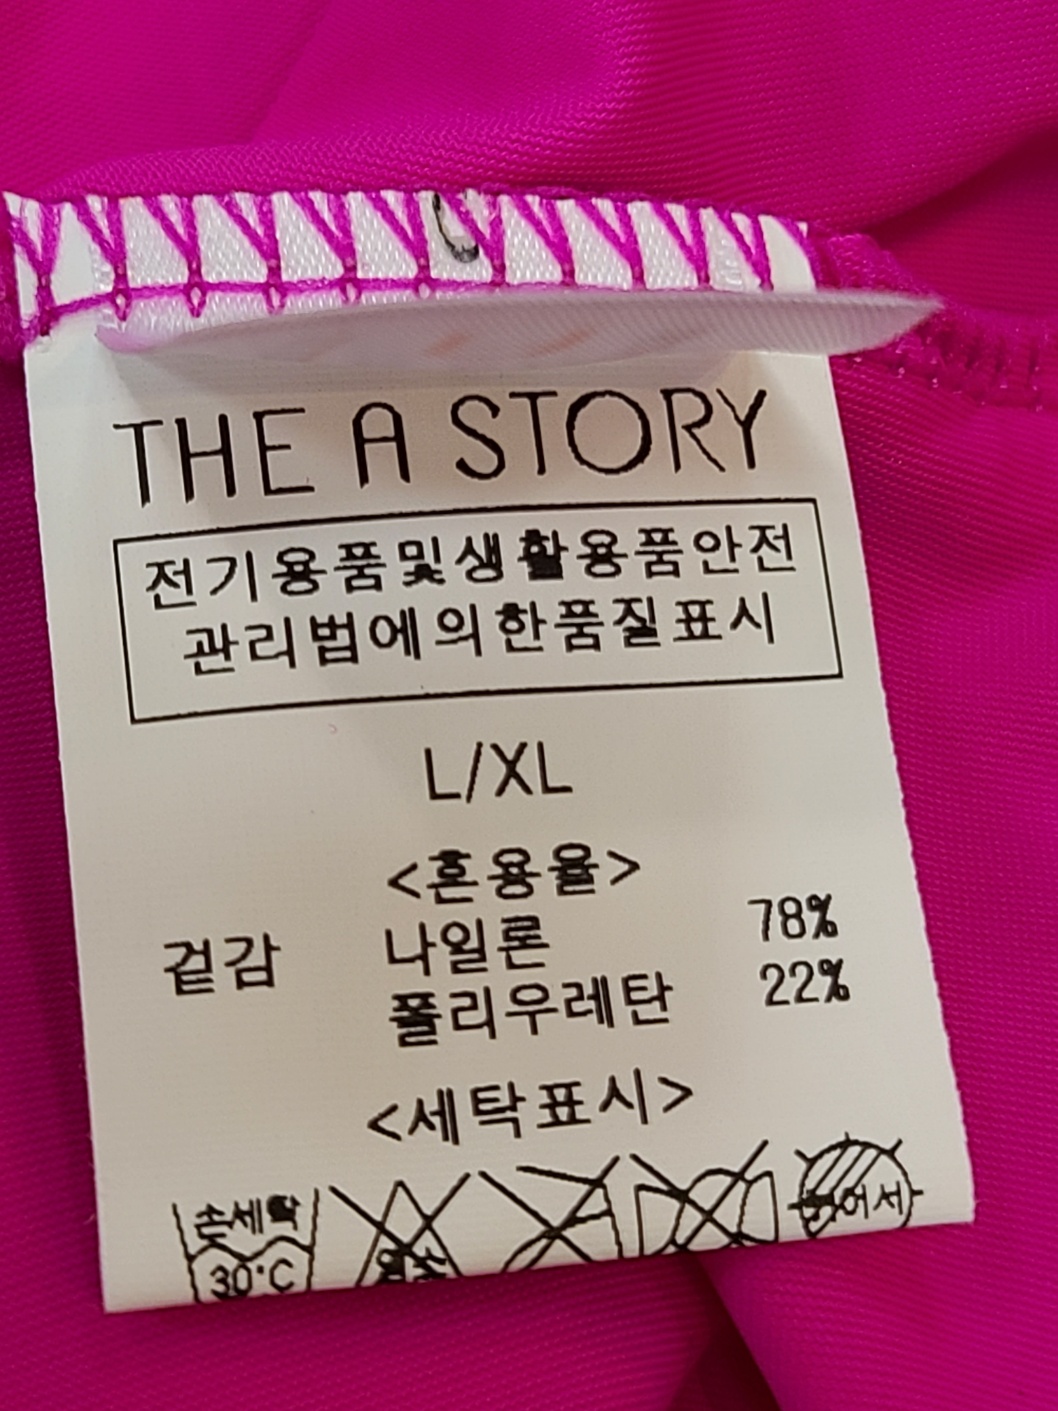 THE A STORY
전기용품및생활용품안전
관리법에의한품질표시
L/XL
<혼용율>
겉감 나일론 78%
폴리우레탄 22%
<세탁표시>
손세탁
30°C